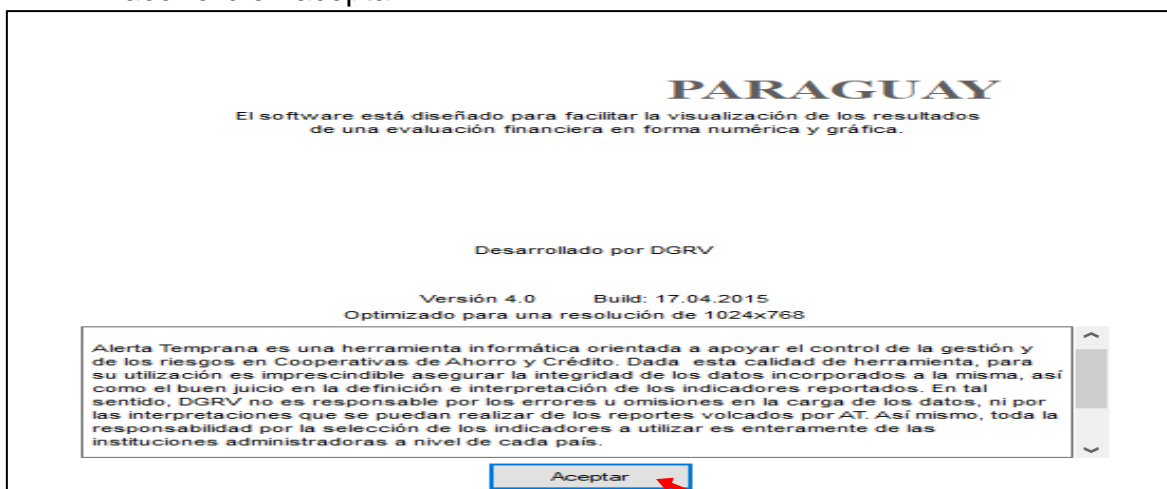 PARAGUAY
El software está diseñado para facilitar la visualización de los resultados
de una evaluación financiera en forma numérica y gráfica.
Desarrollado por DGRV
Versión 4.0 Build: 17.04.2015
Optimizado para una resolución de 1024x768
Alerta Temprana es una herramienta informática orientada a apoyar el control de la gestión y
de los riesgos en Cooperativas de Ahorro y Crédito. Dada esta calidad de herramienta, para
su utilización es imprescindible asegurar la integridad de los datos incorporados a la misma, así
como el buen juicio en la definición e interpretación de los indicadores reportados. En tal
sentido, DGRV no es responsable por los errores u omisiones en la carga de los datos, ni por
las interpretaciones que se puedan realizar de los reportes volcados por AT. Así mismo, toda la
responsabilidad por la selección de los indicadores a utilizar es enteramente de las
instituciones administradoras a nivel de cada país.
Aceptar